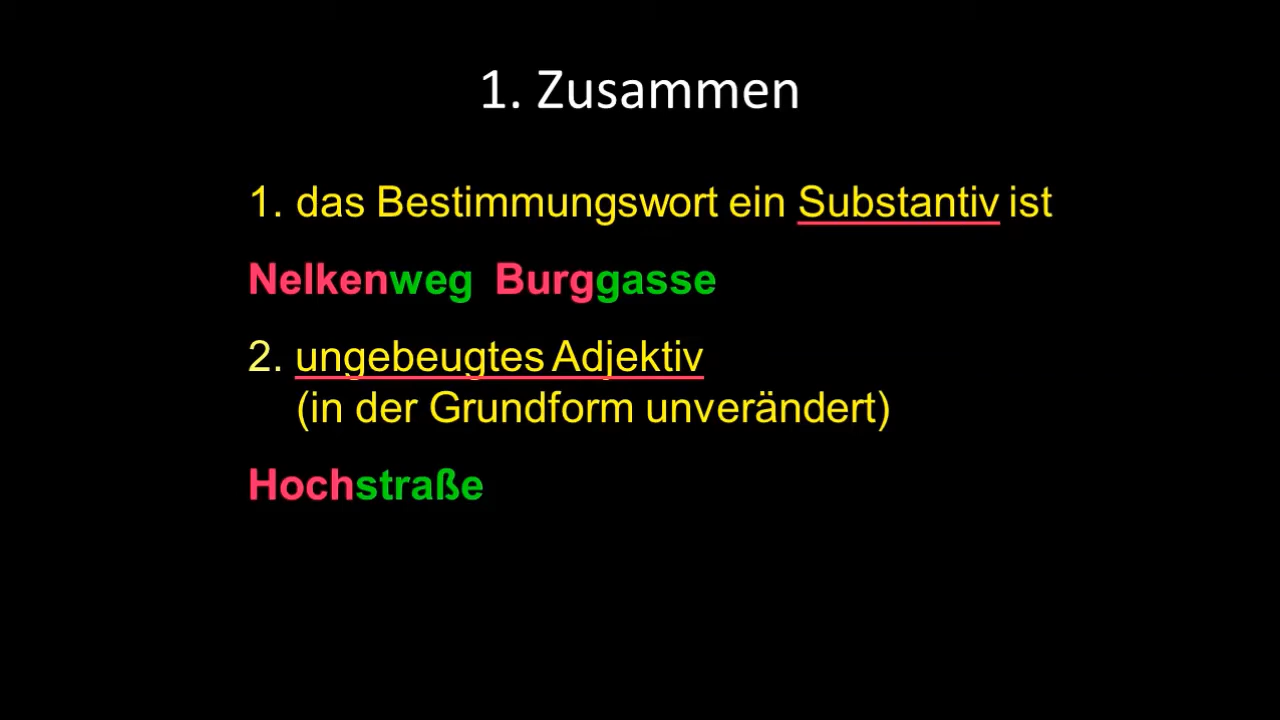 1. Zusammen
1. das Bestimmungswort ein Substantiv ist
Nelkenweg Burggasse
2. ungebeugtes Adjektiv
(in der Grundform unverändert)
Hochstraße